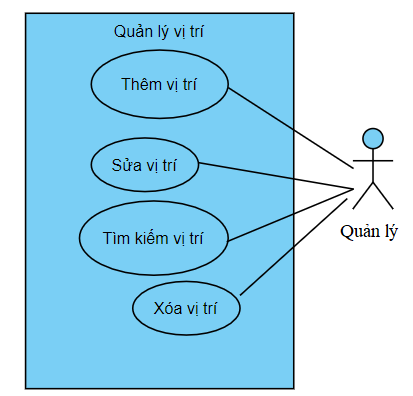 Quản lý vị trí
Thêm vị trí
Sửa vị trí
Tìm kiếm vị trí
Xóa vị trí
Quản lý